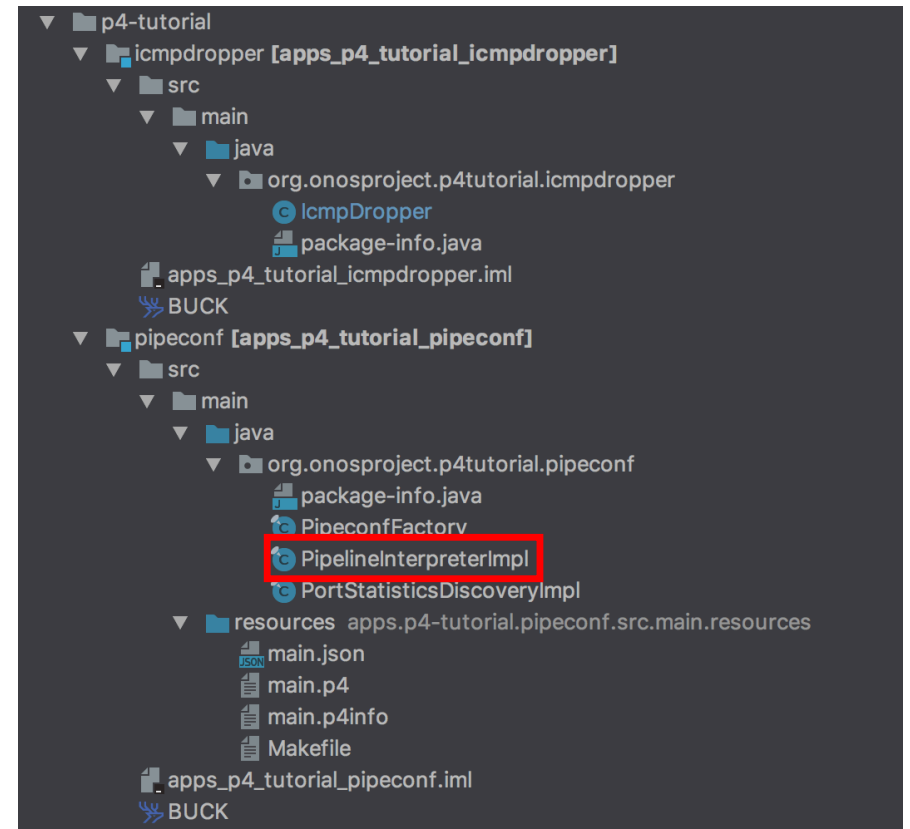 p4-tutorial
icmpdropper [apps_p4_tutorial_icmpdropper]
src
main
java
org.onosproject.p4tutorial.icmpdropper
IcmpDropper
package-info.java
apps_p4_tutorial_icmpdropper.iml
BUCK
pipeconf [apps_p4_tutorial_pipeconf]
src
main
java
org.onosproject.p4tutorial.pipeconf
package-info.java
PipeconfFactory
PipelineInterpreterImpl
PortStatisticsDiscoveryImpl
resources apps.p4-tutorial.pipeconf.src.main.resources
main.json
main.p4
main.p4info
Makefile
apps_p4_tutorial_pipeconf.iml
BUCK